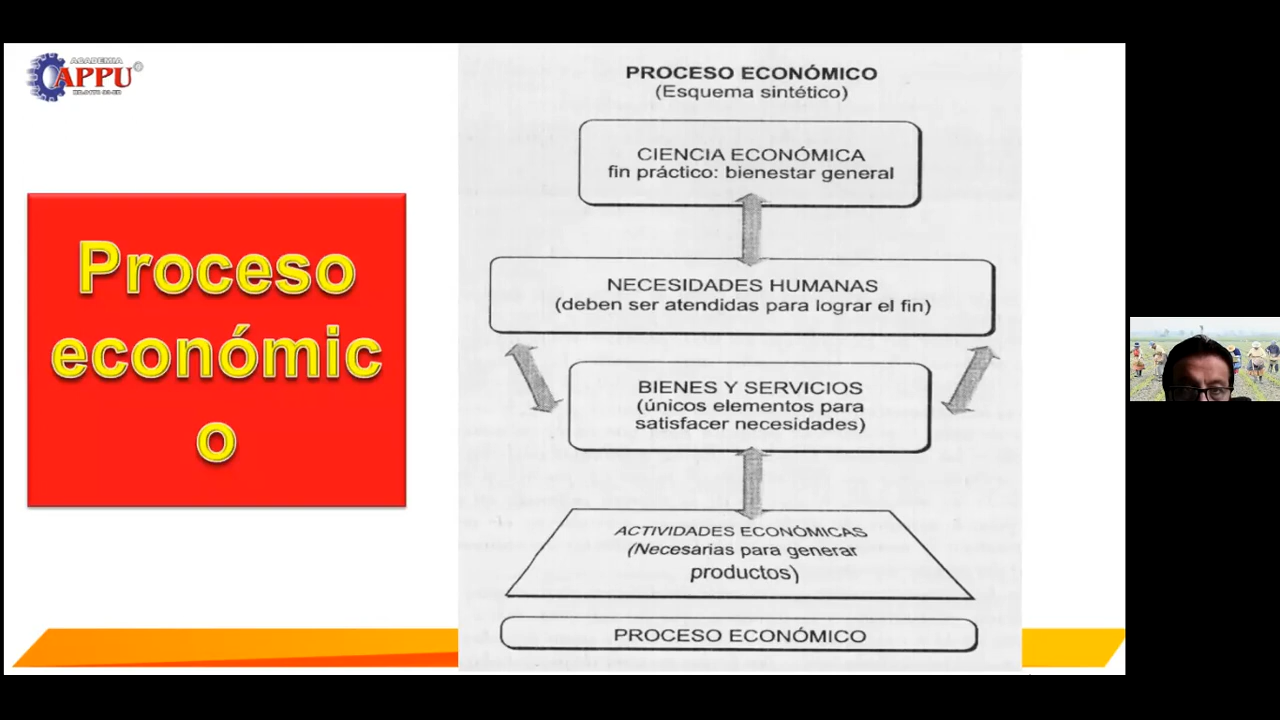 ACADEMIA
APPU
Proceso
económic
o
PROCESO ECONÓMICO
(Esquema sintético)
CIENCIA ECONÓMICA
fin práctico: bienestar general
NECESIDADES HUMANAS
(deben ser atendidas para lograr el fin)
BIENES Y SERVICIOS
(únicos elementos para
satisfacer necesidades)
ACTIVIDADES ECONÓMICAS
(Necesarias para generar
productos)
PROCESO ECONÓMICO